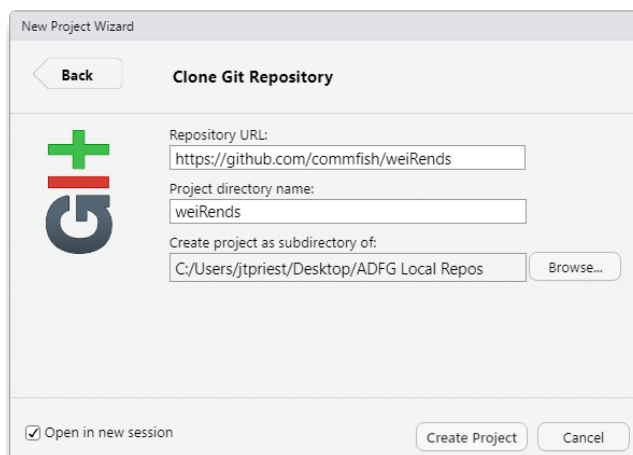 New Project Wizard
Back
Clone Git Repository
GIT
Repository URL:
https://github.com/commfish/weiRends
Project directory name:
weiRends
Create project as subdirectory of:
C:/Users/jtpriest/Desktop/ADFG Local Repos
Browse...
Open in new session
Create Project
Cancel